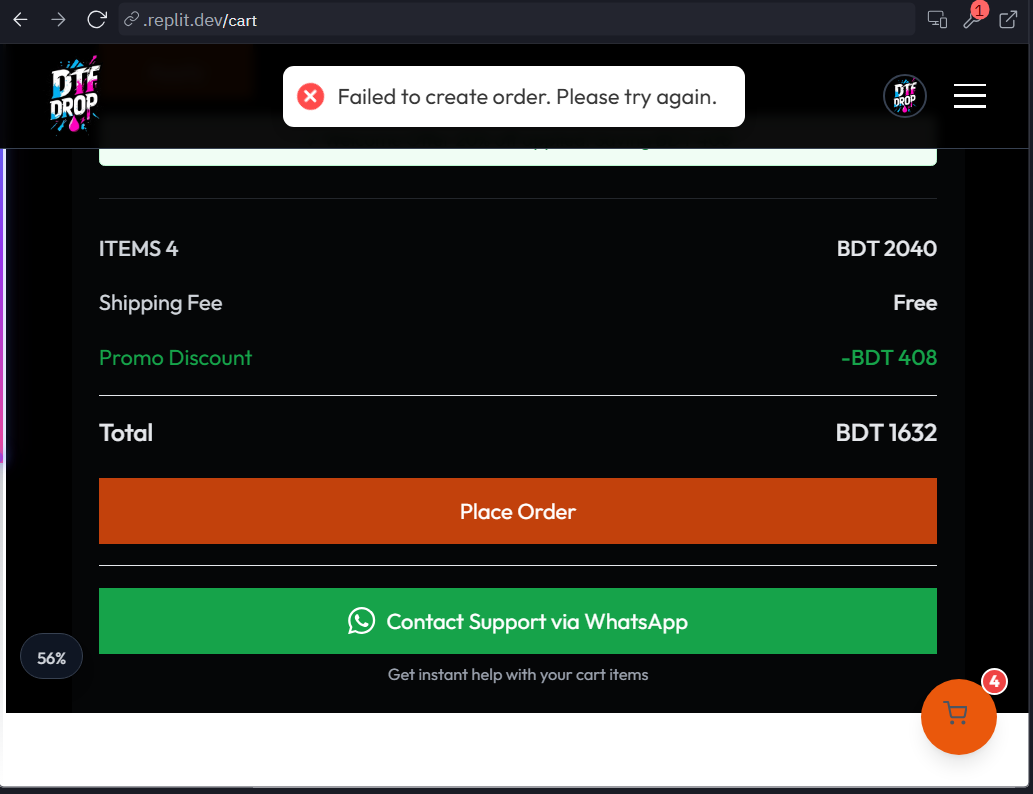 .replit.dev/cart
1
DTF
DROP
Failed to create order. Please try again.
DTF
DROP
ITEMS 4
BDT 2040
Shipping Fee
Free
Promo Discount
-BDT 408
Total
BDT 1632
Place Order
Contact Support via WhatsApp
Get instant help with your cart items
56%
4